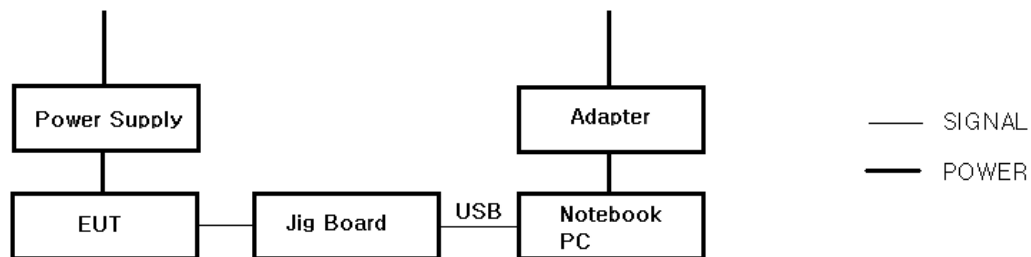 Power Supply
Adapter
SIGNAL
POWER
EUT
Jig Board
USB
Notebook
PC